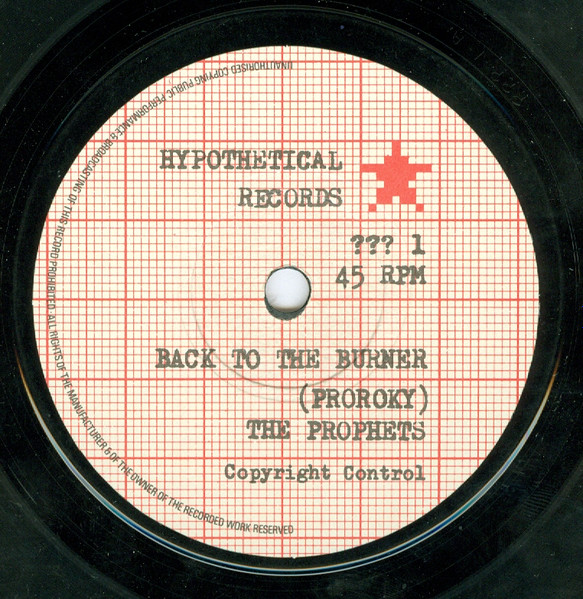 HYPOTHETICAL
RECORDS
??? 1
45 RPM
BACK TO THE BURNER
(PROROKY)
THE PROPHETS
Copyright Control
UNAUTHORISED COPYING PUBLIC PERFORMANCE & BROADCASTING OF THIS RECORD PROHIBITED. ALL RIGHTS OF THE MANUFACTURER & OF THE OWNER OF THE RECORDED WORK RESERVED